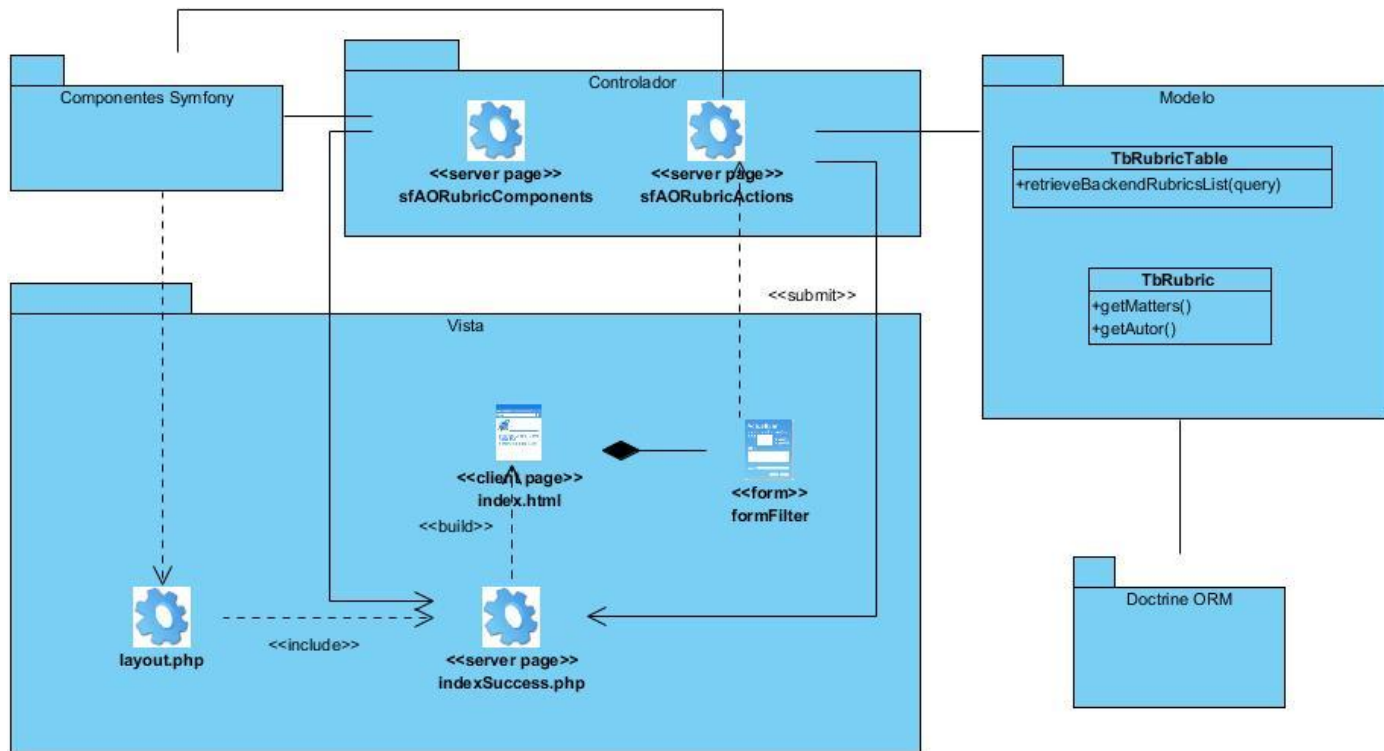 Componentes Symfony
Controlador
<<server page>>
sfAORubricComponents
<<server page>>
sfAORubricActions
Modelo
TbRubricTable
+retrieveBackendRubricsList(query)
TbRubric
+getMatters()
+getAutor()
<<submit>>
Vista
<<client page>>
index.html
<<form>>
formFilter
<<build>>
layout.php
<<include>>
<<server page>>
indexSuccess.php
Doctrine ORM